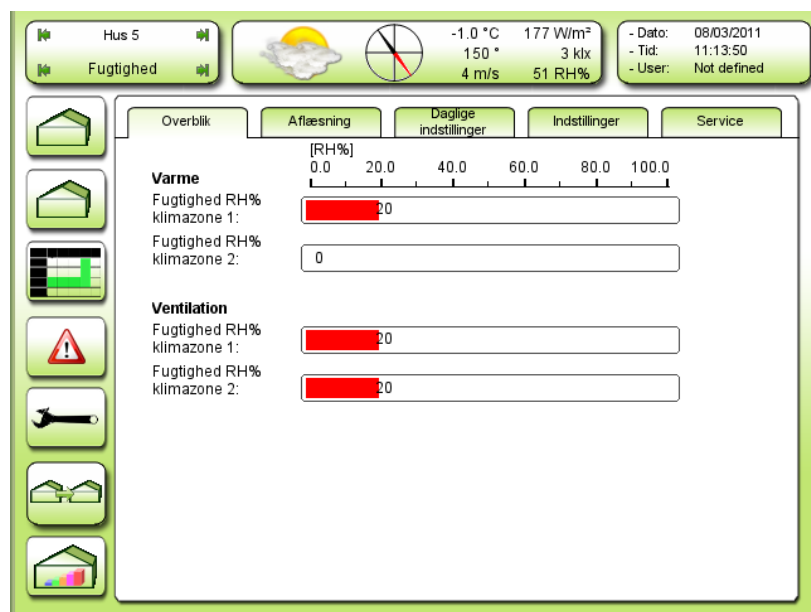 Hus 5
Fugtighed
-1.0 °C 177 W/m²
150 ° 3 klx
4 m/s 51 RH%
- Dato: 08/03/2011
- Tid: 11:13:50
- User: Not defined
Overblik
Aflæsning
Daglige
indstillinger
Indstillinger
Service
[RH%]
0.0 20.0 40.0 60.0 80.0 100.0
Varme
Fugtighed RH%
klimazone 1:
20
Fugtighed RH%
klimazone 2:
0
Ventilation
Fugtighed RH%
klimazone 1:
20
Fugtighed RH%
klimazone 2:
20